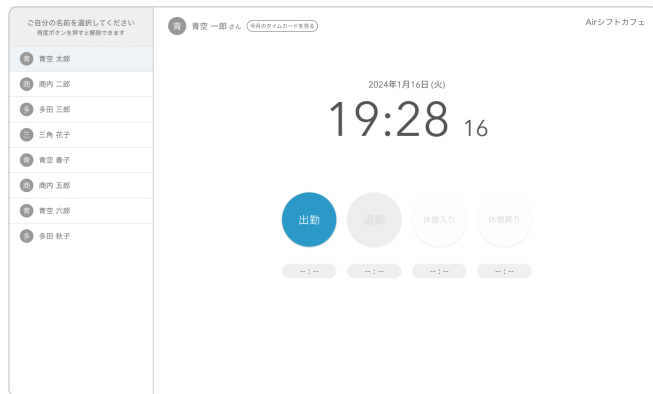 ご自分の名前を選択してください
再度ボタンを押すと解除できます
青 青空 太郎
商 商内 二郎
多 多田 三郎
三 三角 花子
青 青空 春子
商 商内 五郎
青 青空 六郎
多 多田 秋子
青 青空 一郎 さん 今月のタイムカードを見る
Airシフトカフェ
2024年1月16日 (火)
19:28 16
出勤 退勤 休憩入り 休憩戻り
--:-- --:-- --:-- --:--